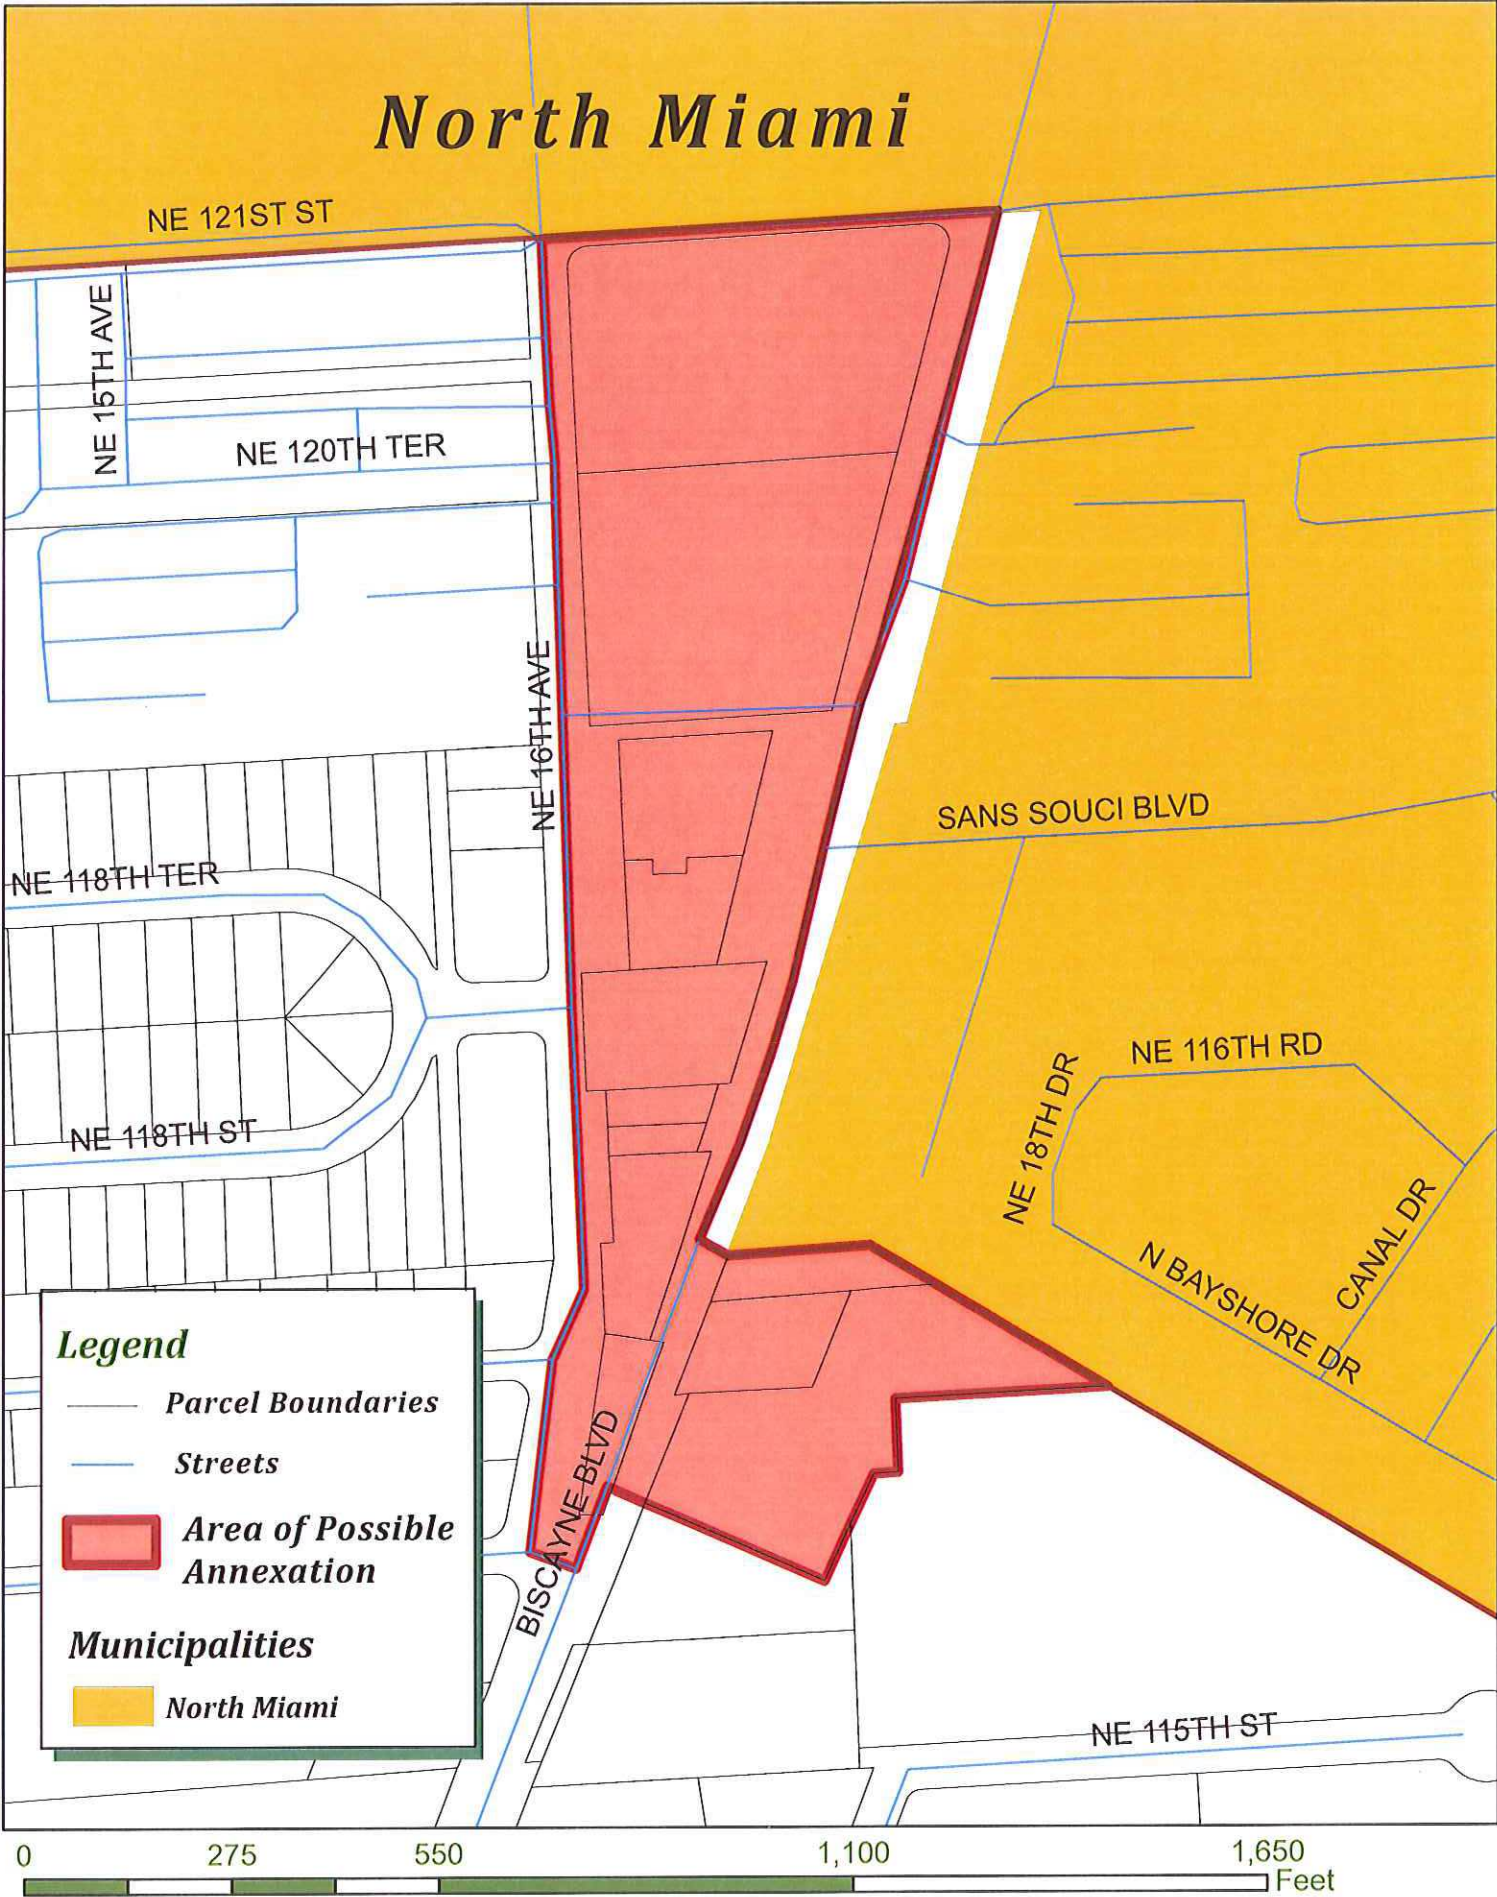 North Miami
NE 121ST ST
NE 15TH AVE
NE 120TH TER
NE 16TH AVE
SANS SOUCI BLVD
NE 118TH TER
NE 116TH RD
NE 18TH DR
NE 118TH ST
CANAL DR
N BAYSHORE DR
BISCAYNE BLVD
NE 115TH ST
Legend
Parcel Boundaries
Streets
Area of Possible
Annexation
Municipalities
North Miami
0 275 550 1,100 1,650
Feet